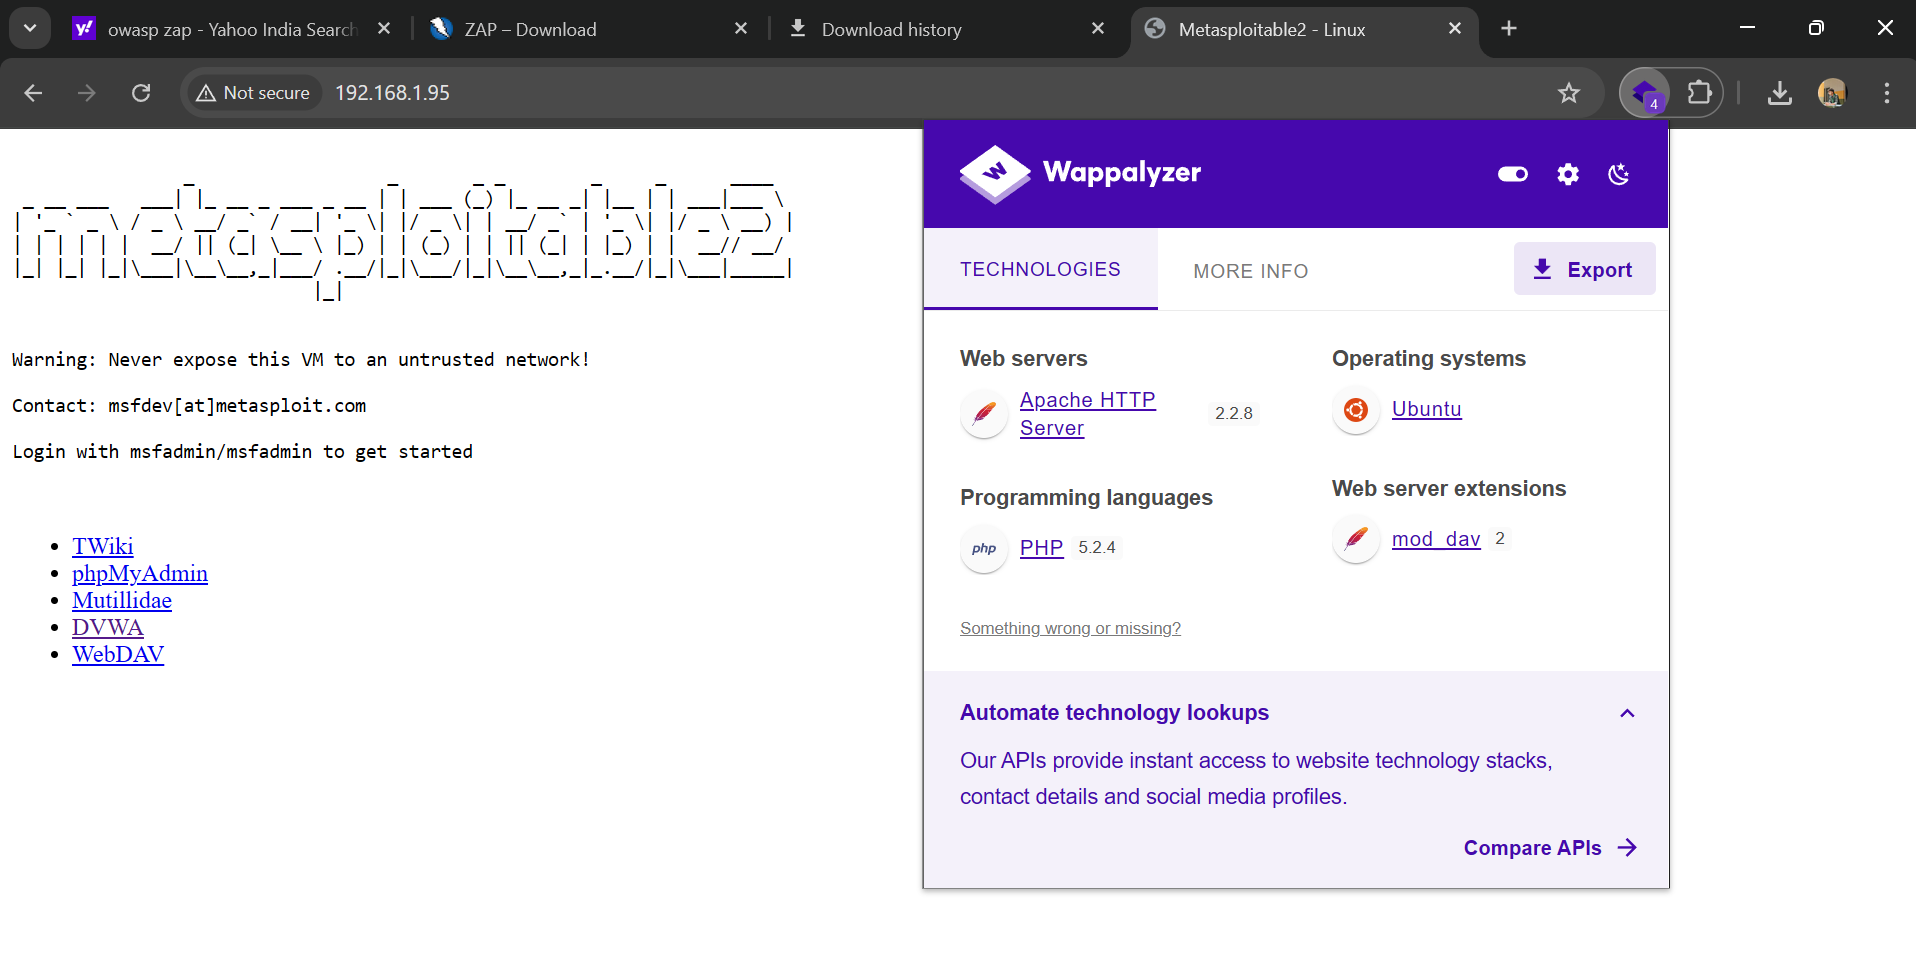 owasp zap - Yahoo India Search
ZAP – Download
Download history
Metasploitable2 - Linux
Not secure
192.168.1.95
4
metasploitable2
Warning: Never expose this VM to an untrusted network!
Contact: msfdev[at]metasploit.com
Login with msfadmin/msfadmin to get started
TWiki
phpMyAdmin
Mutillidae
DVWA
WebDAV
Wappalyzer
TECHNOLOGIES
MORE INFO
Export
Web servers
Apache HTTP
Server
2.2.8
Programming languages
php
PHP
5.2.4
Operating systems
Ubuntu
Web server extensions
mod_dav
2
Something wrong or missing?
Automate technology lookups
Our APIs provide instant access to website technology stacks,
contact details and social media profiles.
Compare APIs